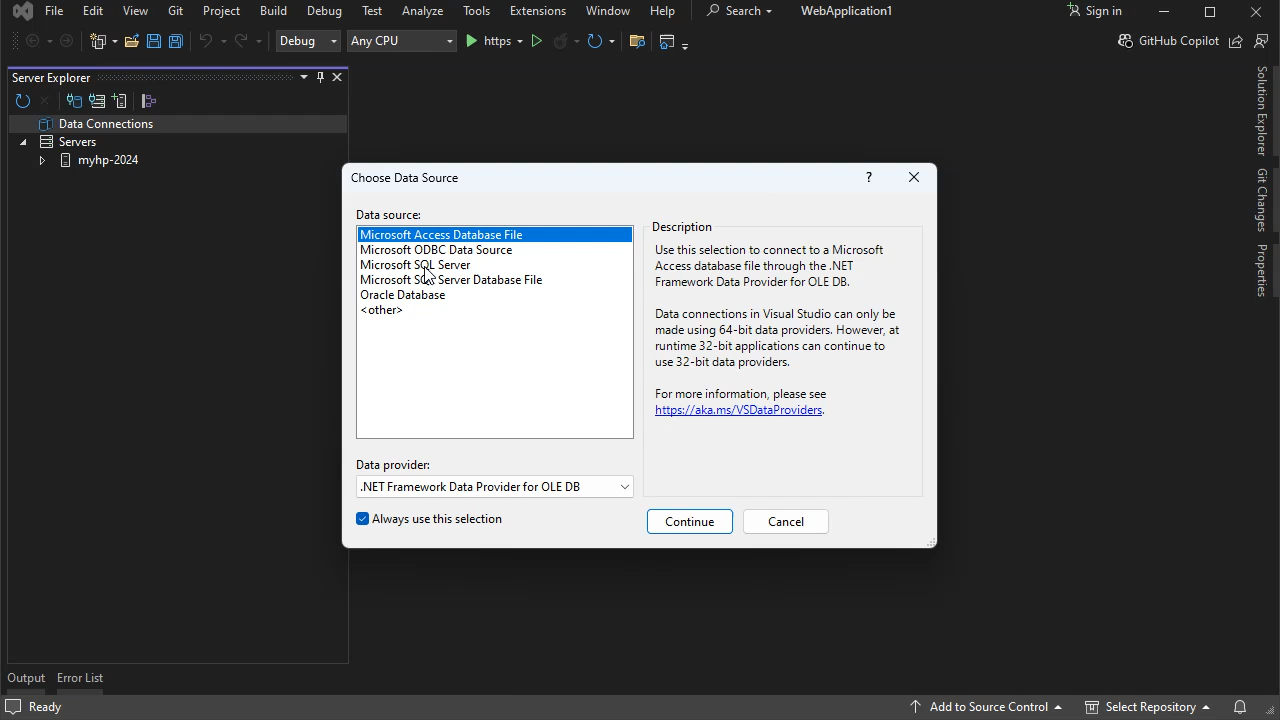 File Edit View Git Project Build Debug Test Analyze Tools Extensions Window Help Search WebApplication1 Sign in
Debug Any CPU https GitHub Copilot
Server Explorer
Data Connections
Servers
myhp-2024
Choose Data Source ?
Data source:
Microsoft Access Database File
Microsoft ODBC Data Source
Microsoft SQL Server
Microsoft SQL Server Database File
Oracle Database
<other>
Data provider:
.NET Framework Data Provider for OLE DB
Always use this selection
Description
Use this selection to connect to a Microsoft
Access database file through the .NET
Framework Data Provider for OLE DB.
Data connections in Visual Studio can only be
made using 64-bit data providers. However, at
runtime 32-bit applications can continue to
use 32-bit data providers.
For more information, please see
https://aka.ms/VSDataProviders.
Continue Cancel
Solution Explorer
Git Changes
Properties
Output Error List
Ready Add to Source Control Select Repository